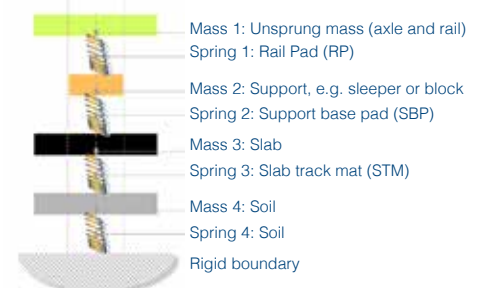 Mass 1: Unsprung mass (axle and rail)
Spring 1: Rail Pad (RP)
Mass 2: Support, e.g. sleeper or block
Spring 2: Support base pad (SBP)
Mass 3: Slab
Spring 3: Slab track mat (STM)
Mass 4: Soil
Spring 4: Soil
Rigid boundary